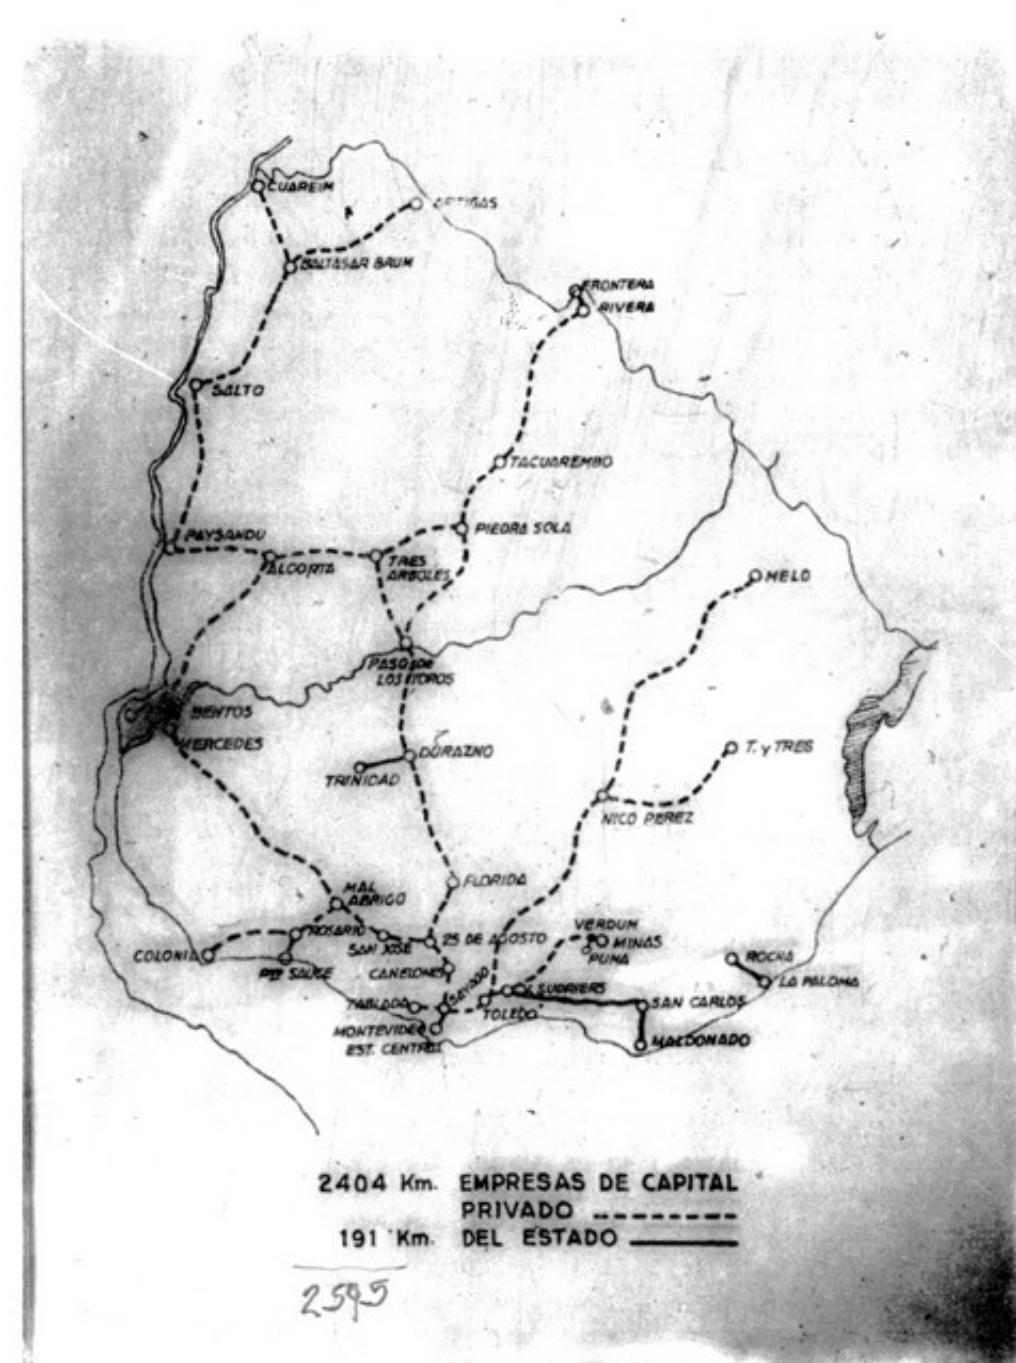 CUAREIM
ARTIGAS
BALTASAR BRUM
FRONTERA
RIVERA
SALTO
TACUAREMBO
PAYSANDU
PIEDRA SOLA
ALGORTA
TRES
ARBOLES
MELO
PASO DE
LOS TOROS
BENTOS
MERCEDES
DURAZNO
T. y TRES
TRINIDAD
NICO PEREZ
FLORIDA
MAL
ABRIGO
ROSARIO
SAN JOSE
25 DE AGOSTO
VERDUM
MINAS
PUMA
COLONIA
PTO SAUCE
CANELONES
SAYAGO
ROCHA
LA PALOMA
TABLADA
TOLEDO
SUDRIERS
SAN CARLOS
MONTEVIDEO
EST. CENTRAL
MALDONADO
2404 Km. EMPRESAS DE CAPITAL
PRIVADO
191 Km. DEL ESTADO
2595